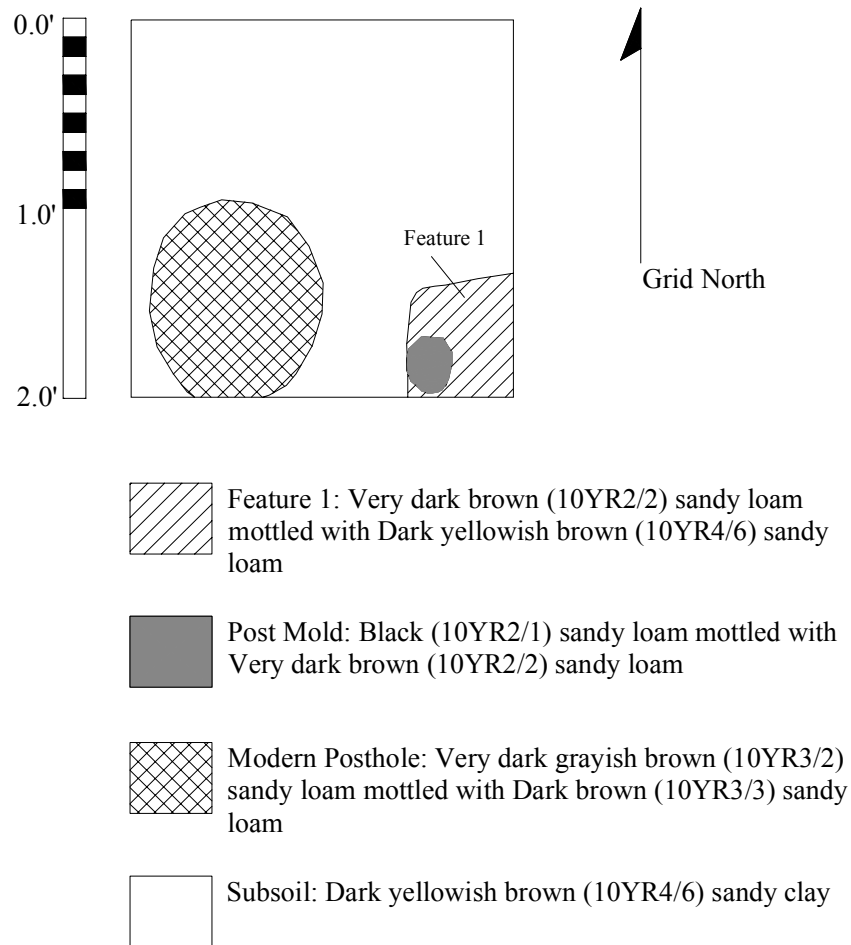 0.0'
1.0'
2.0'
Feature 1
Grid North
Feature 1: Very dark brown (10YR2/2) sandy loam
mottled with Dark yellowish brown (10YR4/6) sandy
loam
Post Mold: Black (10YR2/1) sandy loam mottled with
Very dark brown (10YR2/2) sandy loam
Modern Posthole: Very dark grayish brown (10YR3/2)
sandy loam mottled with Dark brown (10YR3/3) sandy
loam
Subsoil: Dark yellowish brown (10YR4/6) sandy clay